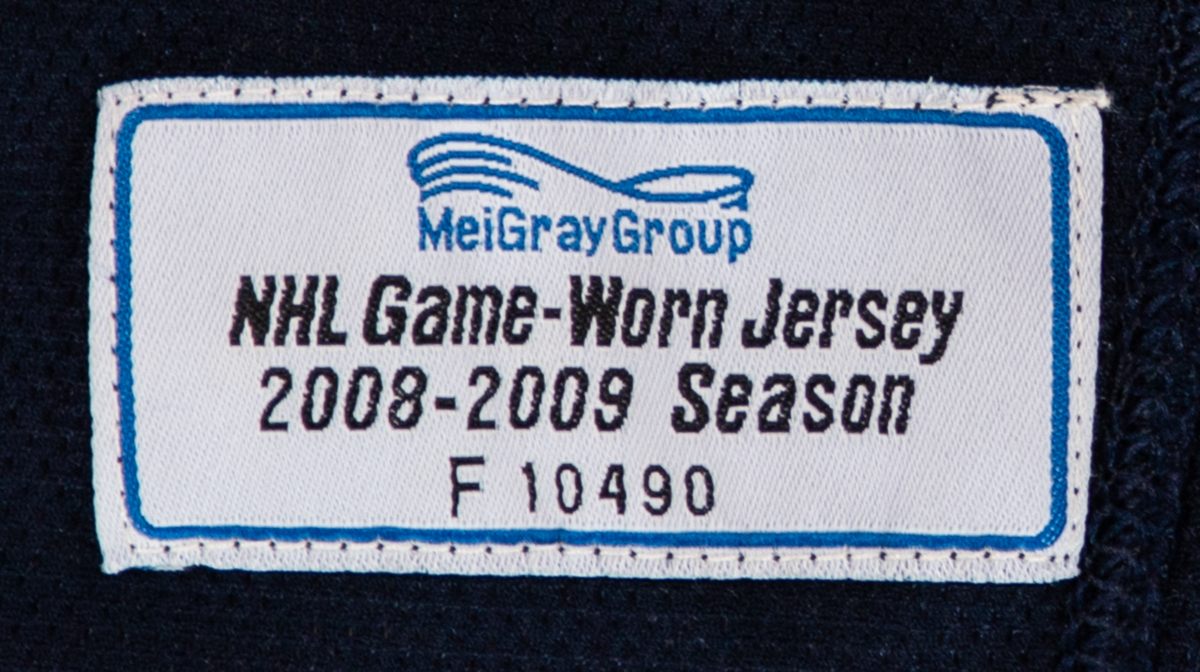 MeiGrayGroup
NHL Game-Worn Jersey
2008-2009 Season
F 10490